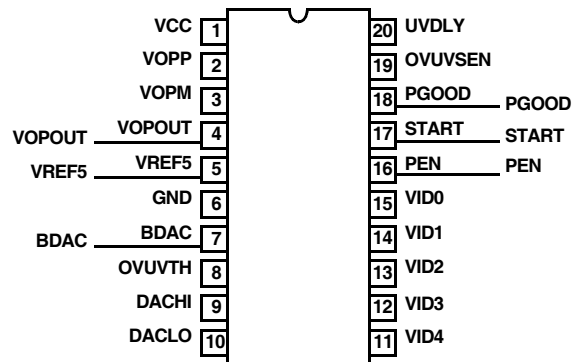 VCC 1 20 UVDLY
VOPP 2 19 OVUVSEN
VOPM 3 18 PGOOD PGOOD
VOPOUT VOPOUT 4 17 START START
VREF5 VREF5 5 16 PEN PEN
GND 6 15 VID0
BDAC BDAC 7 14 VID1
OVUVTH 8 13 VID2
DACHI 9 12 VID3
DACLO 10 11 VID4